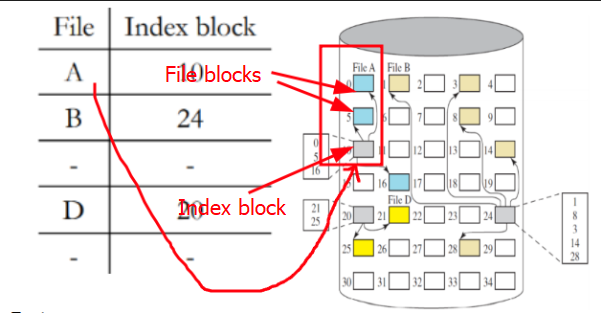 File Index block
A 10
B 24
- -
D 20
- -
File blocks
Index block
File A File B
0 1 2 3 4
5 6 7 8 9
10 11 12 13 14
15 16 17 18 19
File D
20 21 22 23 24
25 26 27 28 29
30 31 32 33 34
0
5
16
21
25
1
8
3
14
28